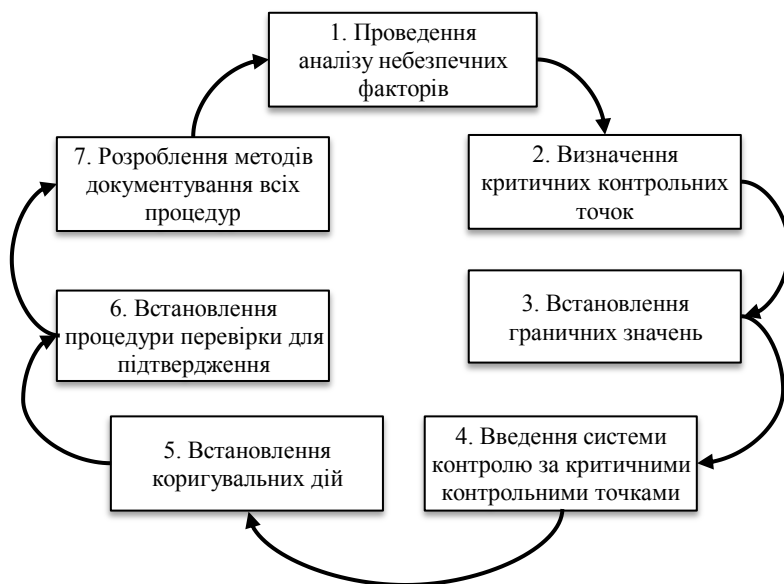 1. Проведення
аналізу небезпечних
факторів
2. Визначення
критичних контрольних
точок
3. Встановлення
граничних значень
4. Введення системи
контролю за критичними
контрольними точками
5. Встановлення
коригувальних дій
6. Встановлення
процедури перевірки для
підтвердження
7. Розроблення методів
документування всіх
процедур